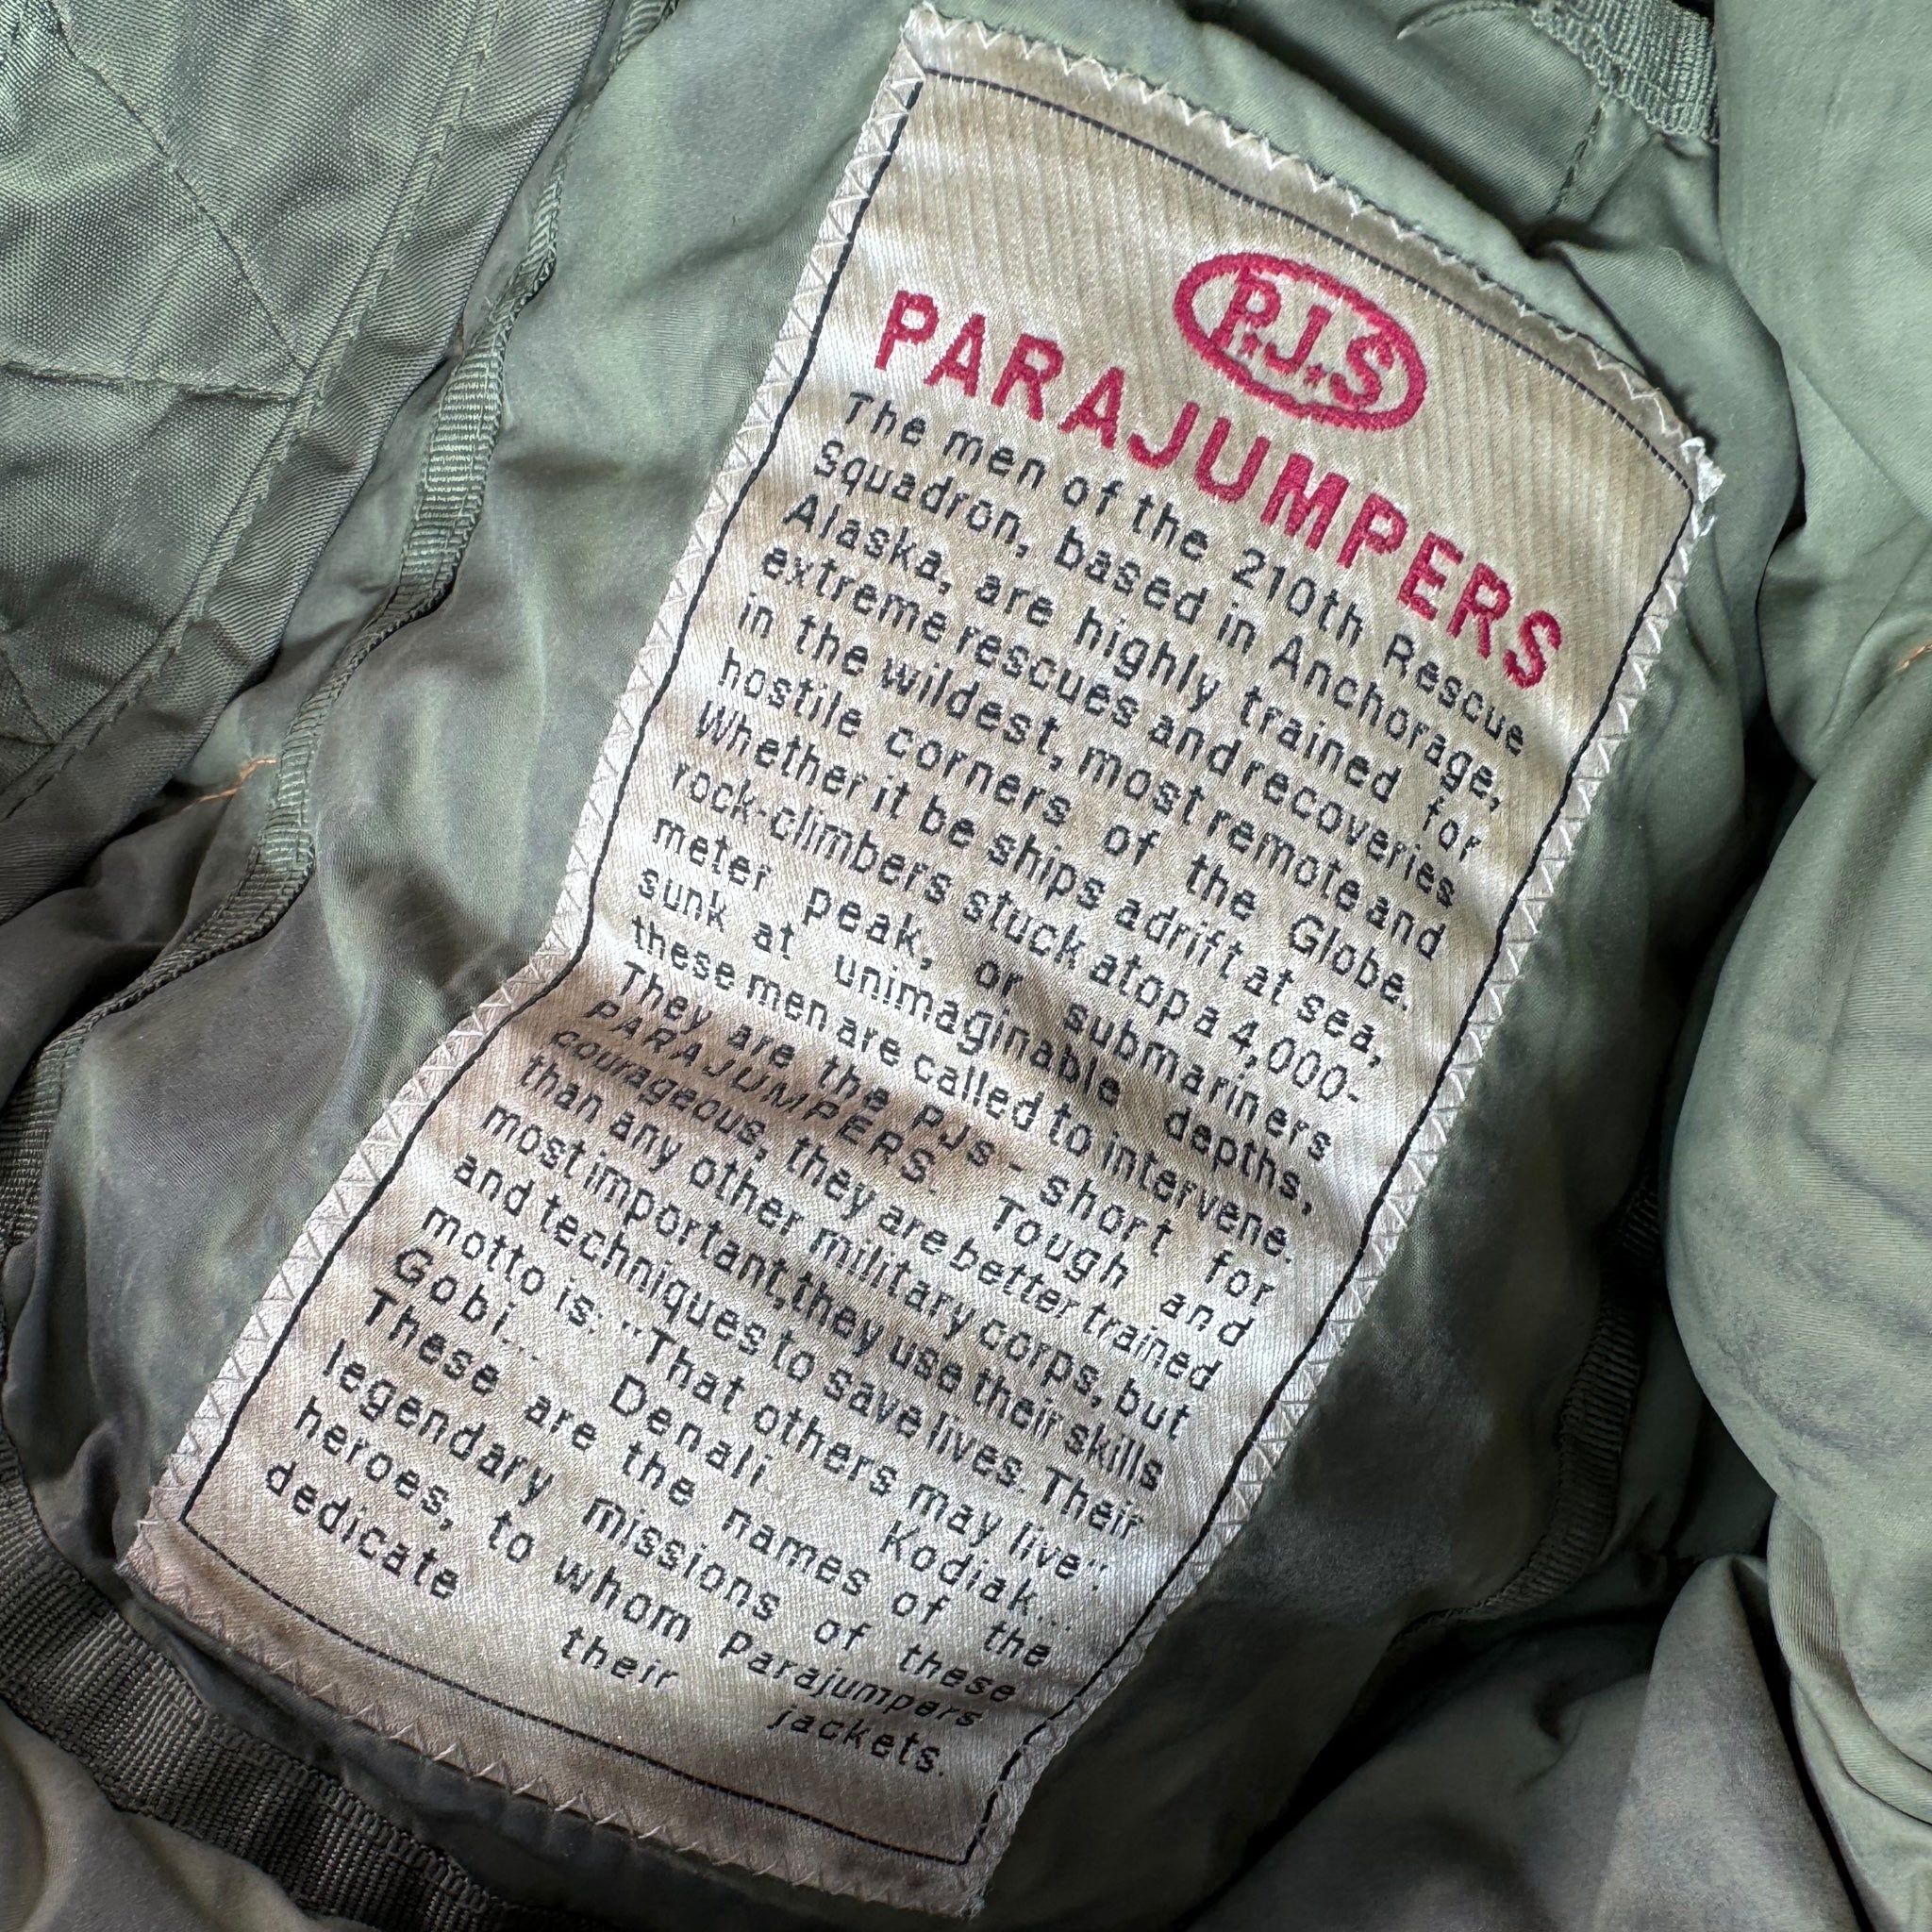 P.J.S
PARAJUMPERS
The men of the 210th Rescue
Squadron, based in Anchorage,
Alaska, are highly trained for
extreme rescues and recoveries
in the wildest, most remote and
hostile corners of the Globe.
Whether it be ships adrift at sea,
rock-climbers stuck atop a 4,000-
meter peak, or submariners
sunk at unimaginable depths,
these men are called to intervene.
They are the PJs - short for
PARAJUMPERS. Tough and
courageous, they are better trained
than any other military corps, but
most important, they use their skills
and techniques to save lives. Their
motto is: "That others may live".
Gobi... Denali... Kodiak...
These are the names of the
legendary missions of these
heroes, to whom Parajumpers
dedicate their jackets.